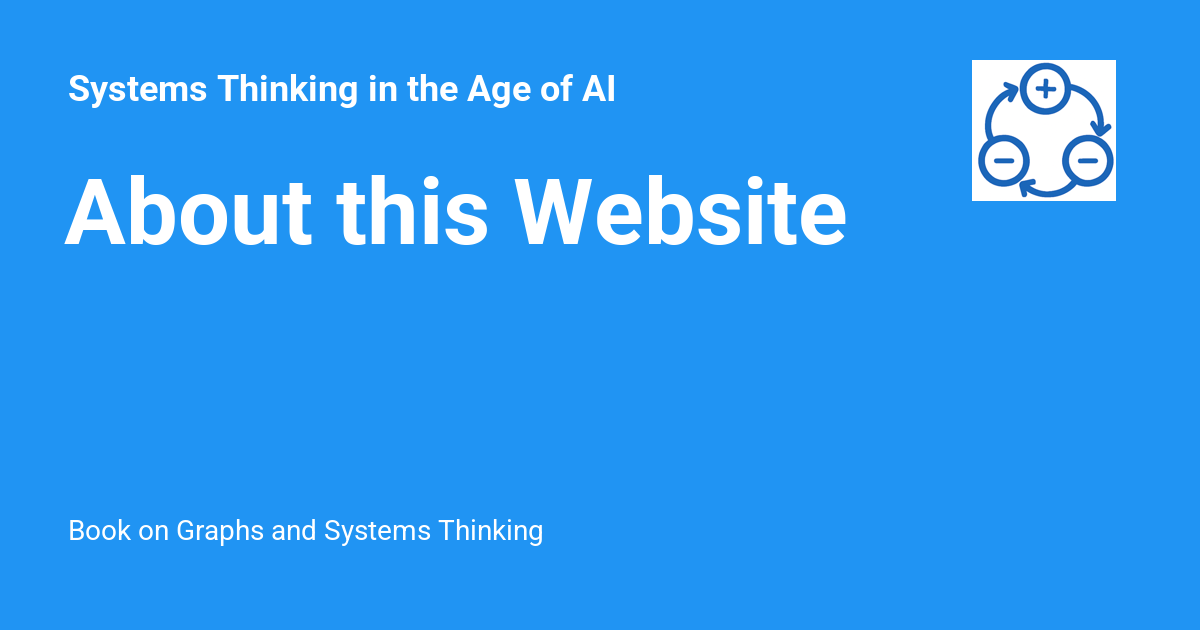 Systems Thinking in the Age of AI
About this Website
Book on Graphs and Systems Thinking